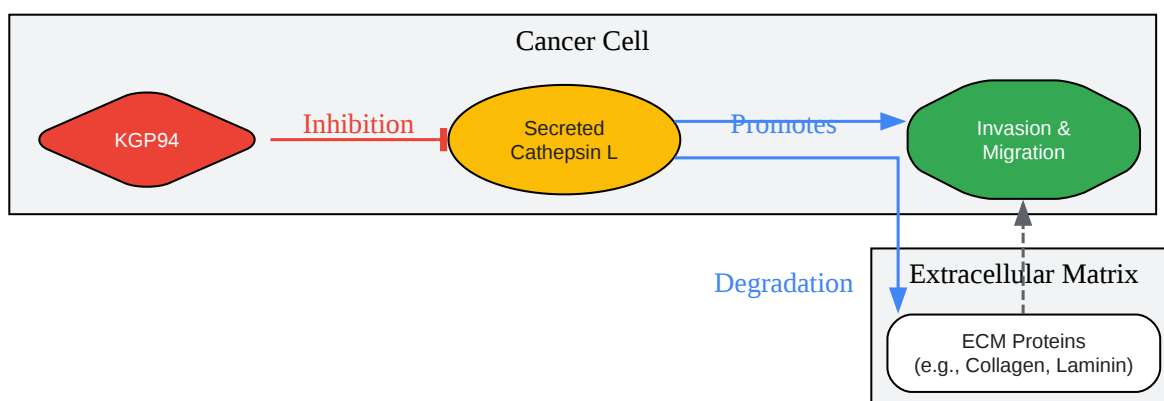 Cancer Cell
KGP94
Inhibition
Secreted
Cathepsin L
Promotes
Invasion &
Migration
Degradation
Extracellular Matrix
ECM Proteins
(e.g., Collagen, Laminin)